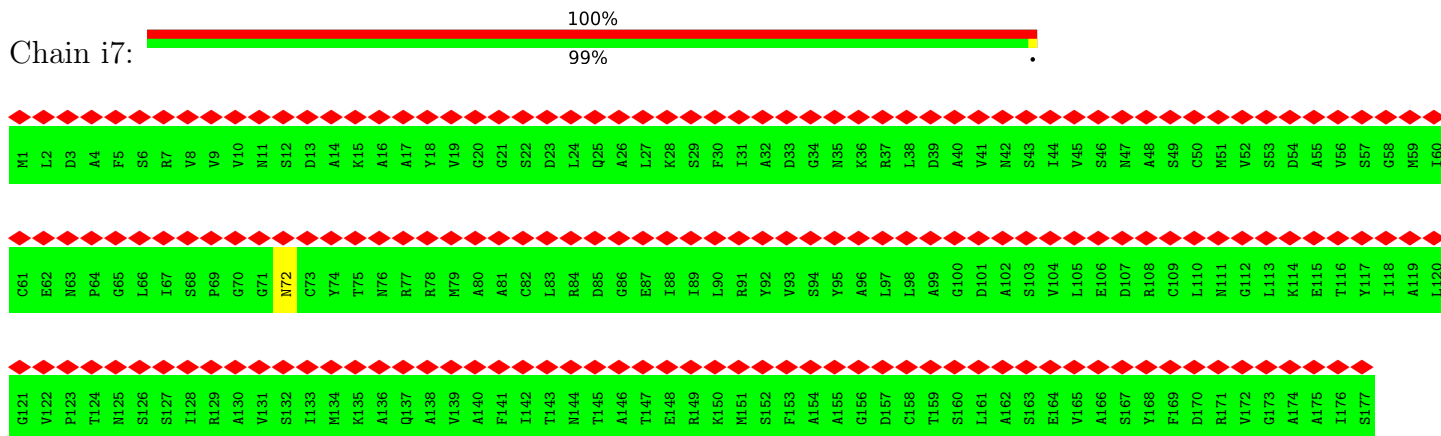 100%
Chain i7:
99%
.
M1 L2 D3 A4 F5 S6 R7 V8 V9 V10 N11 S12 D13 A14 K15 A16 A17 Y18 V19 G20 G21 S22 D23 L24 Q25 A26 L27 K28 S29 F30 I31 A32 D33 G34 N35 K36 R37 L38 D39 A40 V41 N42 S43 I44 V45 S46 N47 A48 S49 C50 M51 V52 S53 D54 A55 V56 S57 G58 M59 I60
C61 E62 N63 P64 G65 L66 I67 S68 P69 G70 G71 N72 C73 Y74 T75 N76 R77 R78 M79 A80 A81 C82 L83 R84 D85 G86 E87 I88 I89 L90 R91 Y92 V93 S94 Y95 A96 L97 L98 A99 G100 D101 A102 S103 V104 L105 E106 D107 R108 C109 L110 N111 G112 L113 K114 E115 T116 Y117 I118 A119 L120
G121 V122 P123 T124 N125 S126 S127 I128 R129 A130 V131 S132 I133 M134 K135 A136 Q137 A138 V139 A140 F141 I142 T143 N144 T145 A146 T147 E148 R149 K150 M151 S152 F153 A154 A155 G156 D157 C158 T159 S160 L161 A162 S163 E164 V165 A166 S167 Y168 F169 D170 R171 V172 G173 A174 A175 I176 S177